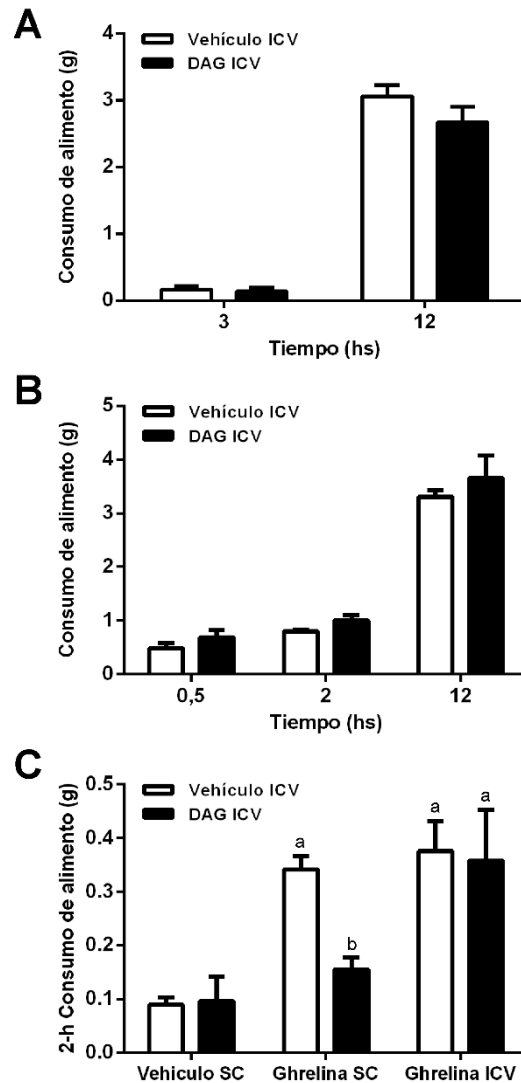 A
Vehículo ICV
DAG ICV
Consumo de alimento (g)
4
3
2
1
0
3 12
Tiempo (hs)
B
Vehículo ICV
DAG ICV
Consumo de alimento (g)
5
4
3
2
1
0
0,5 2 12
Tiempo (hs)
C
Vehículo ICV
DAG ICV
2-h Consumo de alimento (g)
0.5
0.4
0.3
0.2
0.1
0.0
a b a a
Vehiculo SC Ghrelina SC Ghrelina ICV